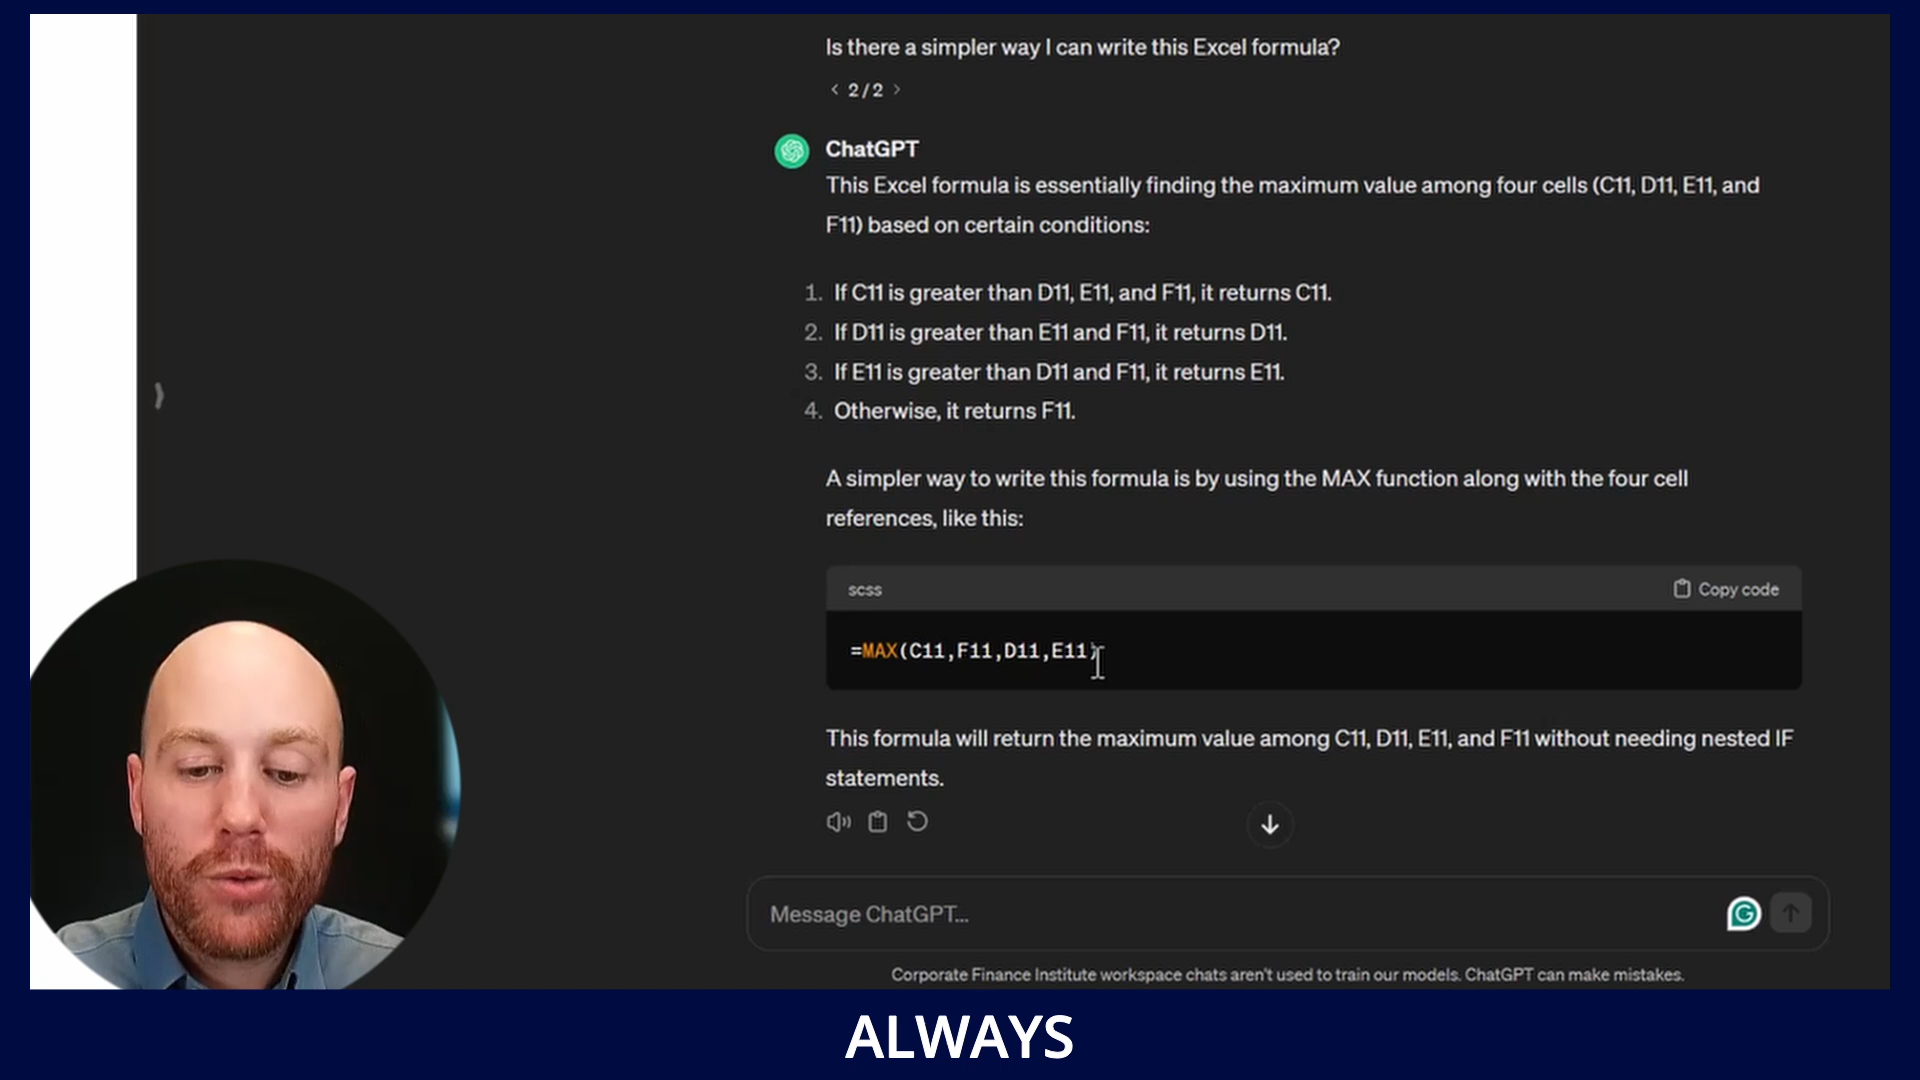 Is there a simpler way I can write this Excel formula?
< 2 / 2 >
ChatGPT
This Excel formula is essentially finding the maximum value among four cells (C11, D11, E11, and
F11) based on certain conditions:
1. If C11 is greater than D11, E11, and F11, it returns C11.
2. If D11 is greater than E11 and F11, it returns D11.
3. If E11 is greater than D11 and F11, it returns E11.
4. Otherwise, it returns F11.
A simpler way to write this formula is by using the MAX function along with the four cell
references, like this:
scss
Copy code
=MAX(C11,F11,D11,E11)
This formula will return the maximum value among C11, D11, E11, and F11 without needing nested IF
statements.
Message ChatGPT...
Corporate Finance Institute workspace chats aren't used to train our models. ChatGPT can make mistakes.
ALWAYS